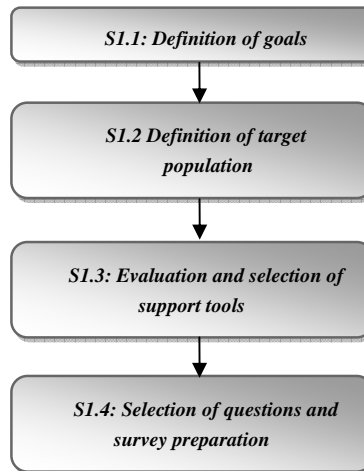 S1.1: Definition of goals
S1.2 Definition of target
population
S1.3: Evaluation and selection of
support tools
S1.4: Selection of questions and
survey preparation